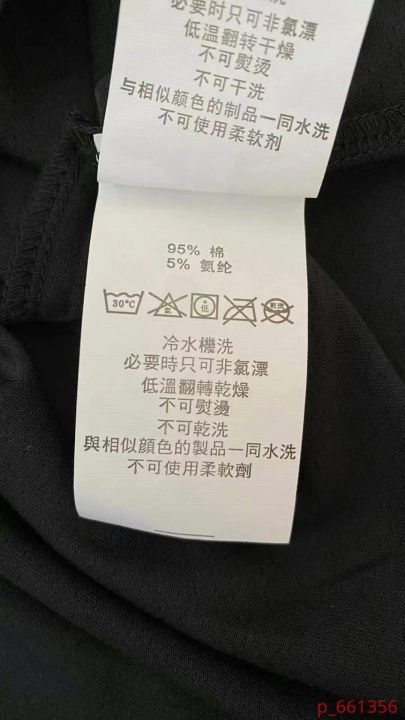 必要时只可非氯漂
低温翻转干燥
不可熨烫
不可干洗
与相似颜色的制品一同水洗
不可使用柔软剂
95% 棉
5% 氨纶
30°C 氯 低 乾洗
冷水機洗
必要時只可非氯漂
低溫翻轉乾燥
不可熨燙
不可乾洗
與相似顏色的製品一同水洗
不可使用柔軟劑
p_661356